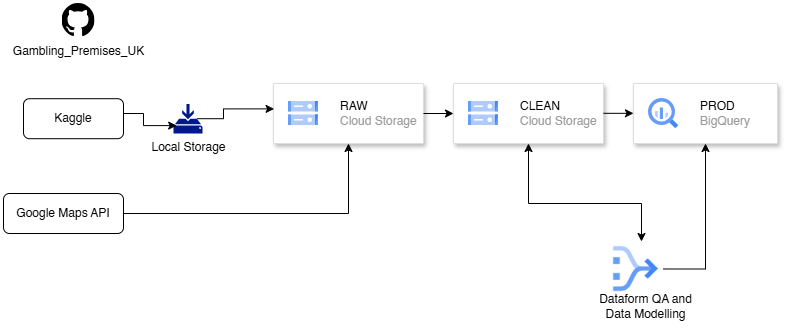 Gambling_Premises_UK
Kaggle
Local Storage
RAW
Cloud Storage
CLEAN
Cloud Storage
PROD
BigQuery
Google Maps API
Dataform QA and
Data Modelling